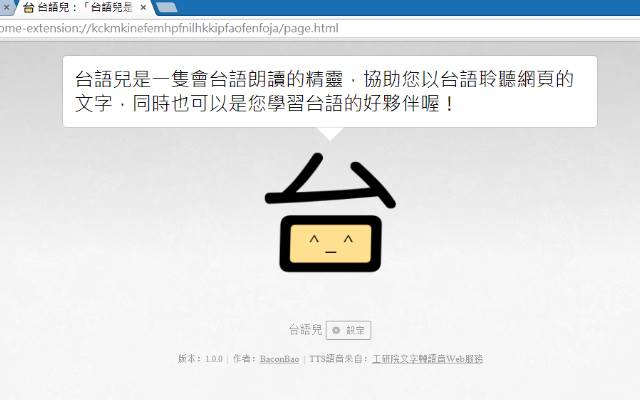 台語兒：「台語兒是
ome-extension://kckmkinefemhpfnilhkkipfaofenfoja/page.html
台語兒是一隻會台語朗讀的精靈，協助您以台語聆聽網頁的
文字，同時也可以是您學習台語的好夥伴喔！
台
^_^
台語兒 設定
版本：1.0.0 | 作者：BaconBao | TTS語音來自：工研院文字轉語音Web服務